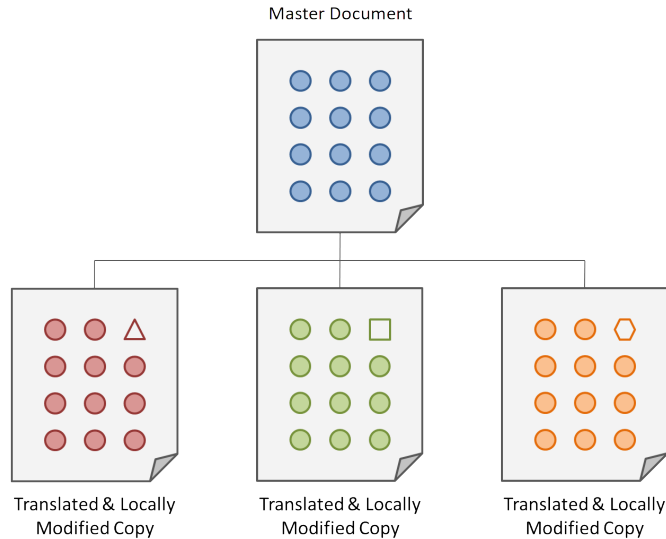 Master Document
Translated & Locally
Modified Copy
Translated & Locally
Modified Copy
Translated & Locally
Modified Copy